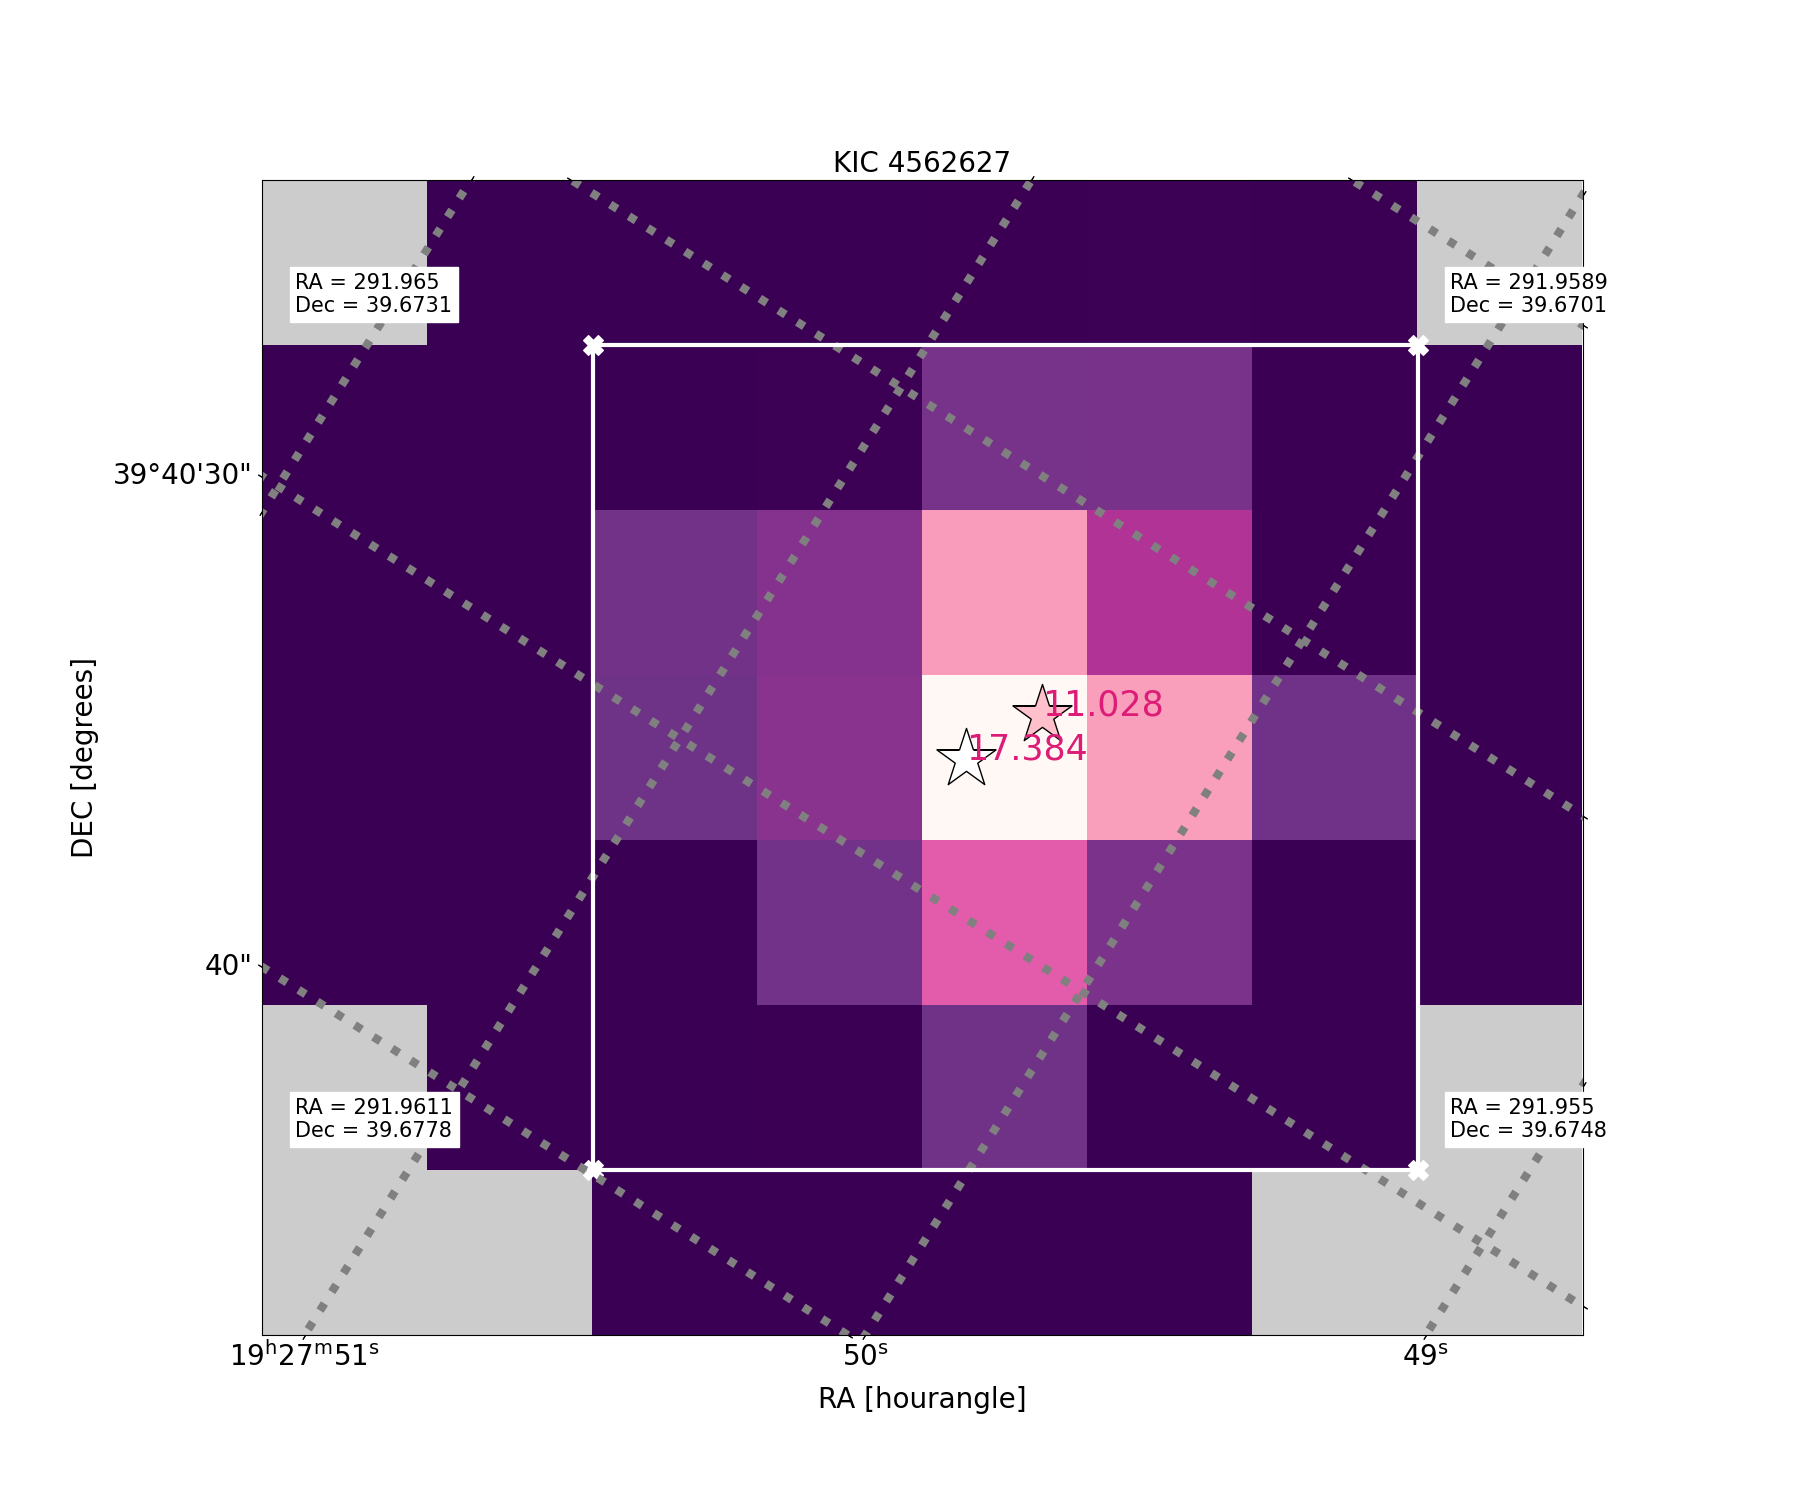 KIC 4562627
RA = 291.965
Dec = 39.6731
RA = 291.9589
Dec = 39.6701
39°40'30"
11.028
17.384
DEC [degrees]
40"
RA = 291.9611
Dec = 39.6778
RA = 291.955
Dec = 39.6748
19ʰ27ᵐ51ˢ
50ˢ
49ˢ
RA [hourangle]